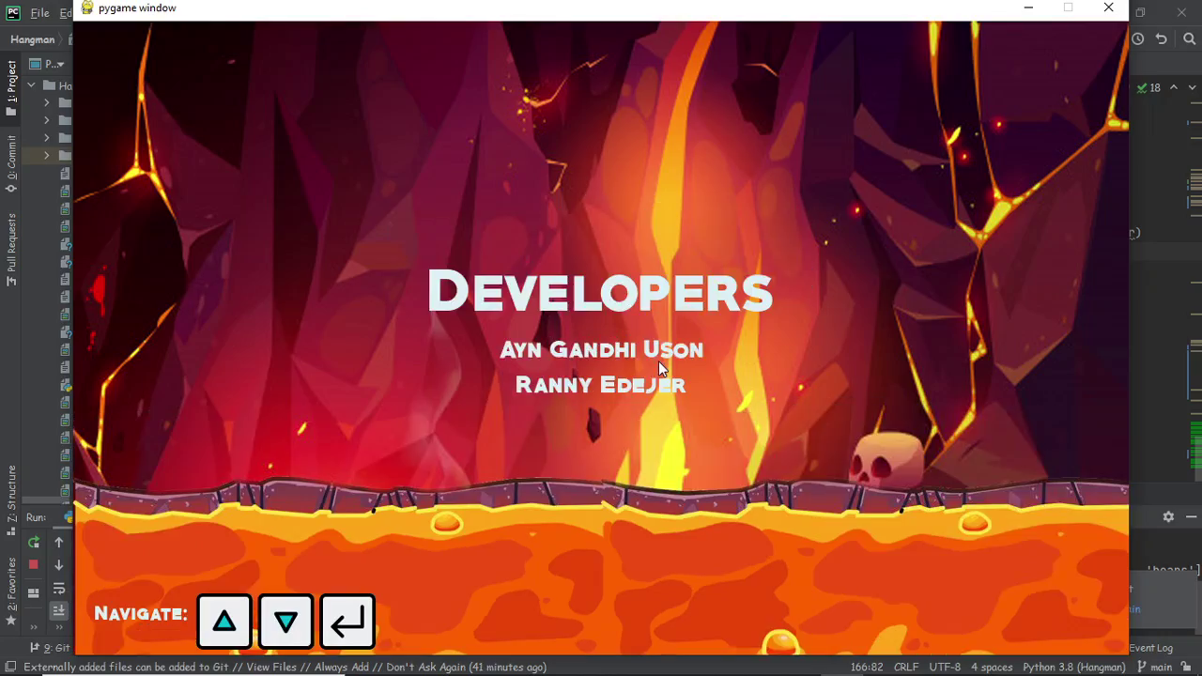 PC File Ed
pygame window
Hangman
P...
Ha
18
r)
1: Project
0: Commit
Pull Requests
7: Structure
2: Favorites
Developers
Ayn Gandhi Uson
Ranny Edejer
Navigate:
Run:
'beans']
t
in
9: Git
Event Log
Externally added files can be added to Git // View Files // Always Add // Don't Ask Again (41 minutes ago)
166:82 CRLF UTF-8 4 spaces Python 3.8 (Hangman) main